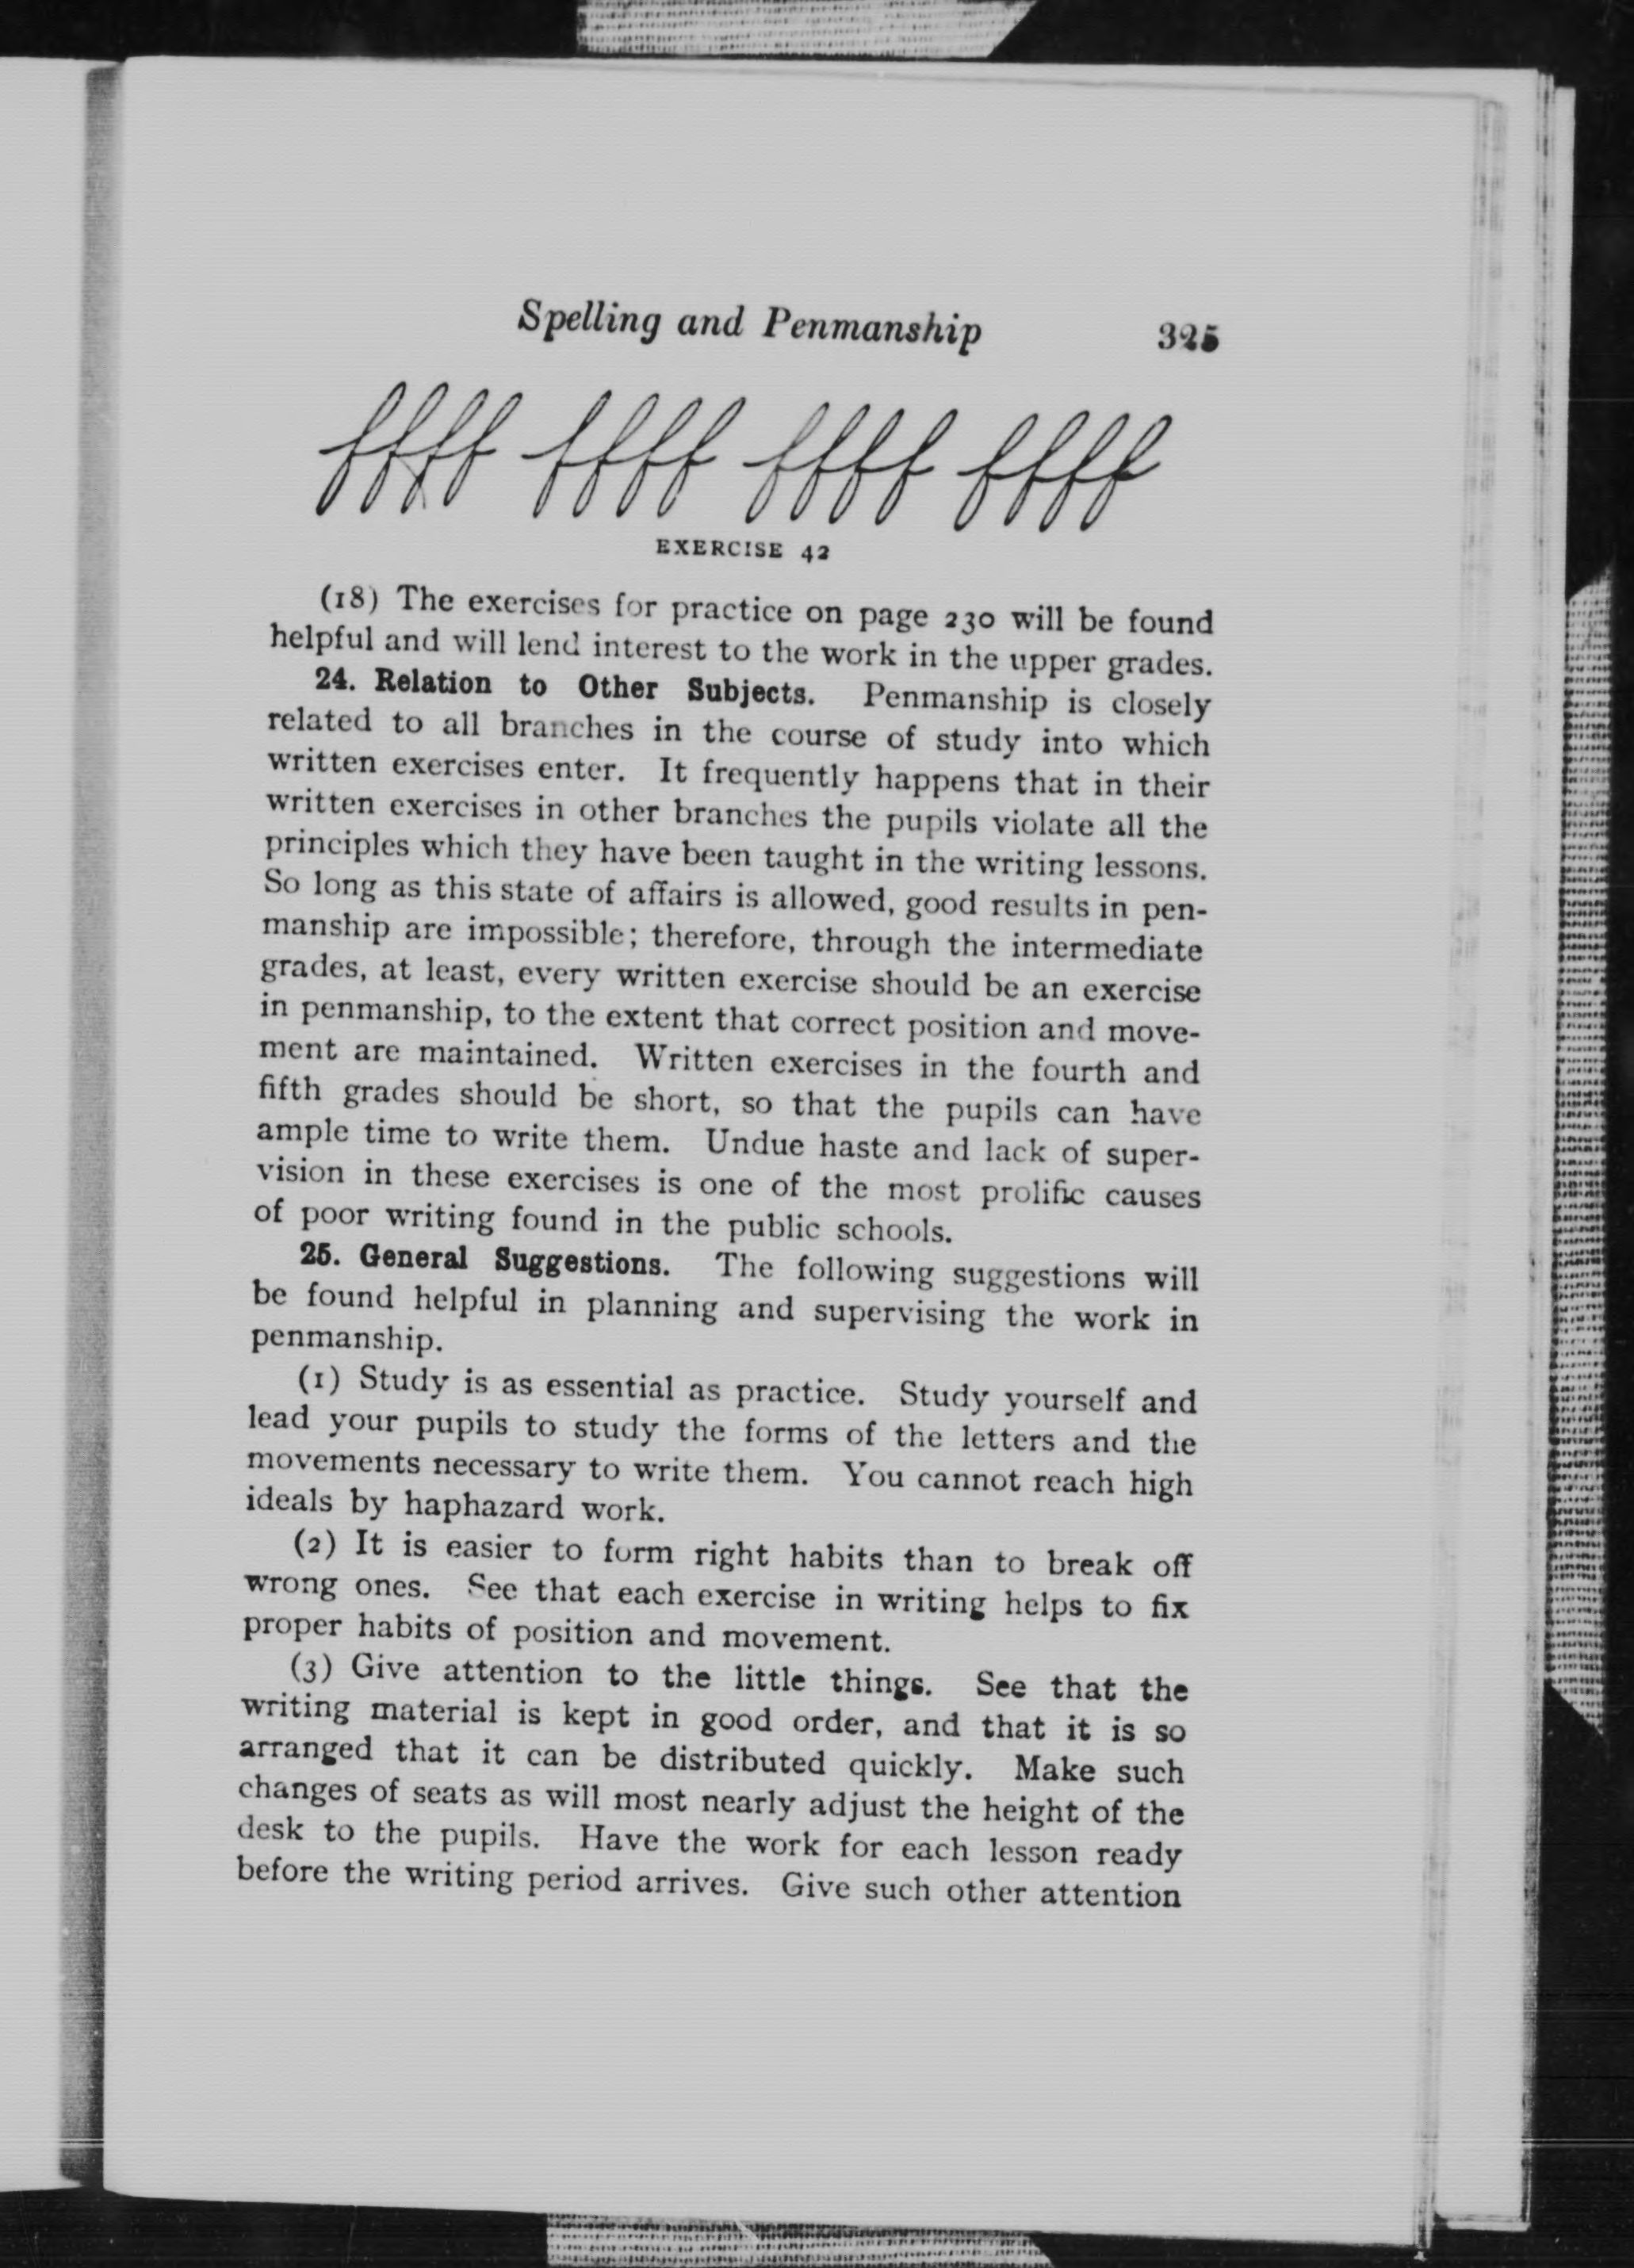 Spelling and Penmanship 325
ffff ffff ffff ffff
EXERCISE 42
(18) The exercises for practice on page 230 will be found
helpful and will lend interest to the work in the upper grades.
24. Relation to Other Subjects. Penmanship is closely
related to all branches in the course of study into which
written exercises enter. It frequently happens that in their
written exercises in other branches the pupils violate all the
principles which they have been taught in the writing lessons.
So long as this state of affairs is allowed, good results in pen-
manship are impossible; therefore, through the intermediate
grades, at least, every written exercise should be an exercise
in penmanship, to the extent that correct position and move-
ment are maintained. Written exercises in the fourth and
fifth grades should be short, so that the pupils can have
ample time to write them. Undue haste and lack of super-
vision in these exercises is one of the most prolific causes
of poor writing found in the public schools.
25. General Suggestions. The following suggestions will
be found helpful in planning and supervising the work in
penmanship.
(1) Study is as essential as practice. Study yourself and
lead your pupils to study the forms of the letters and the
movements necessary to write them. You cannot reach high
ideals by haphazard work.
(2) It is easier to form right habits than to break off
wrong ones. See that each exercise in writing helps to fix
proper habits of position and movement.
(3) Give attention to the little things. See that the
writing material is kept in good order, and that it is so
arranged that it can be distributed quickly. Make such
changes of seats as will most nearly adjust the height of the
desk to the pupils. Have the work for each lesson ready
before the writing period arrives. Give such other attention